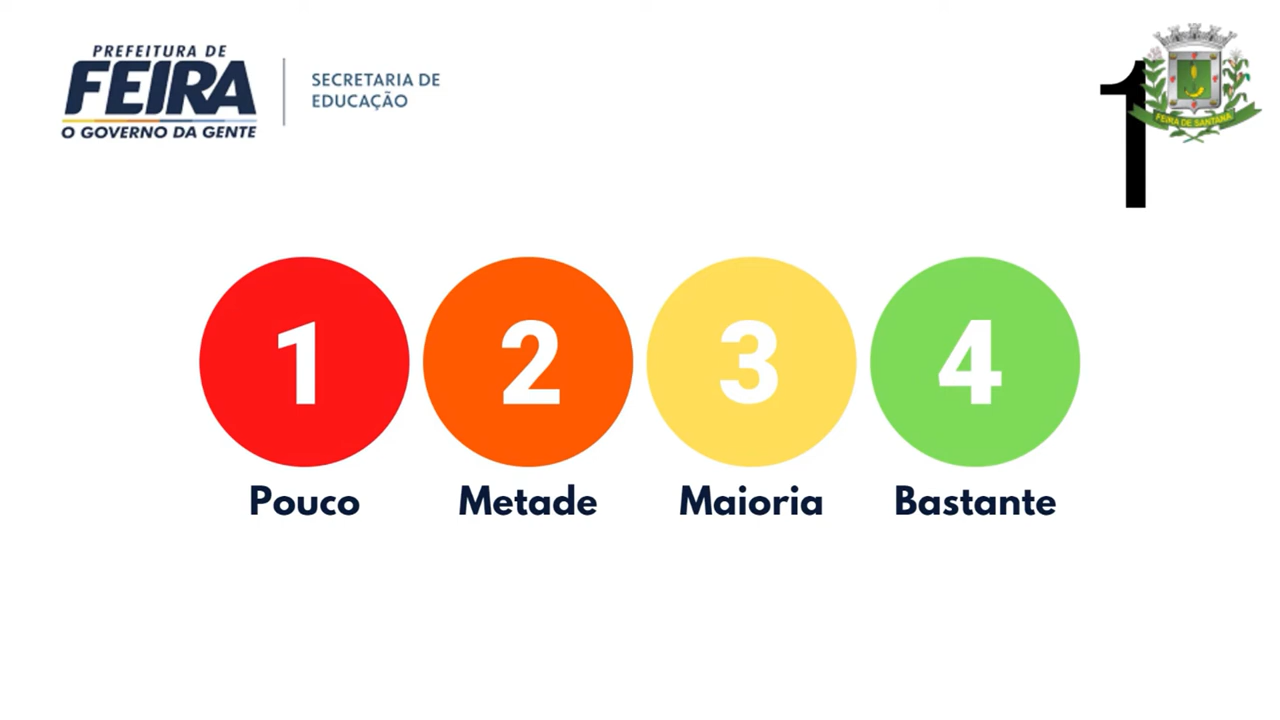 PREFEITURA DE
FEIRA
O GOVERNO DA GENTE
SECRETARIA DE
EDUCAÇÃO
1
FEIRA DE SANTANA
1
2
3
4
Pouco
Metade
Maioria
Bastante